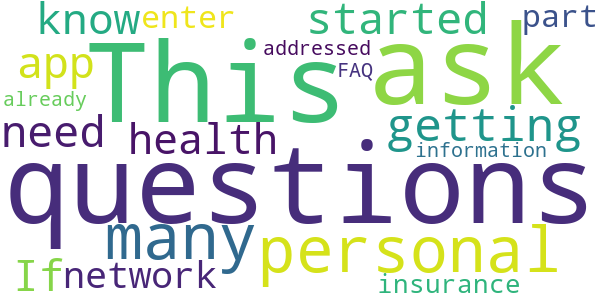 know enter started part
This ask
app addressed FAQ
already
need health getting
information
questions
many personal
If network insurance